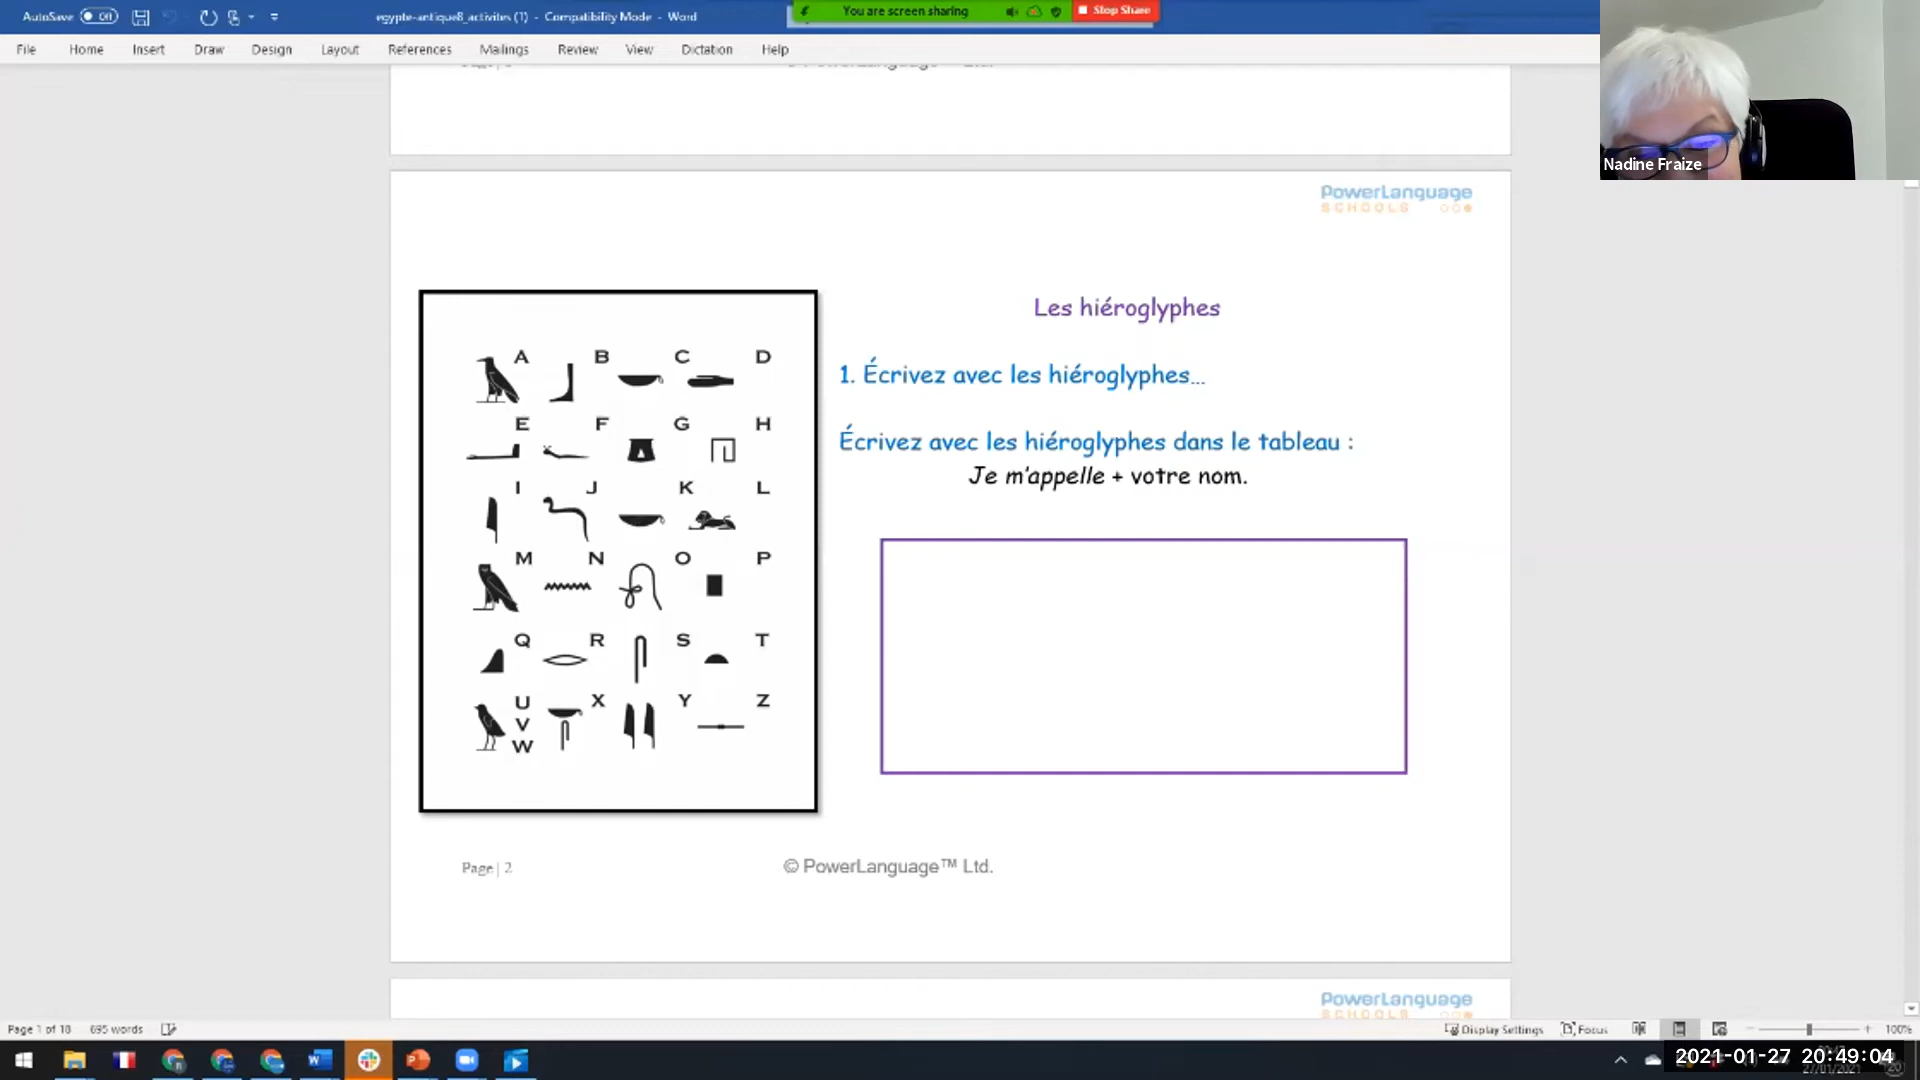 AutoSave Off egypte-antique8_activites (1) - Compatibility Mode - Word
You are screen sharing Stop Share
File Home Insert Draw Design Layout References Mailings Review View Dictation Help
Nadine Fraize
PowerLanguage
SCHOOLS
Les hiéroglyphes
A B C D
1. Écrivez avec les hiéroglyphes...
E F G H
Écrivez avec les hiéroglyphes dans le tableau :
Je m'appelle + votre nom.
I J K L
M N O P
Q R S T
U X Y Z
V
W
Page | 2 © PowerLanguage™ Ltd.
PowerLanguage
SCHOOLS
Page 1 of 18 695 words Display Settings Focus 100%
2021-01-27 20:49:04